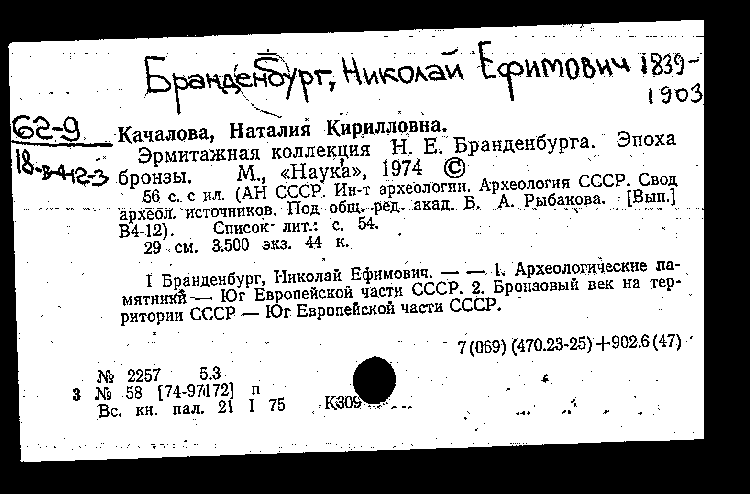 Бранденбург, Николай Ефимович 1839-
1903
62-9
18-В-4-12-3
Качалова, Наталия Кирилловна.
Эрмитажная коллекция Н. Е. Бранденбурга. Эпоха
бронзы. М., «Наука», 1974 ©
56 с. с ил. (АН СССР. Ин-т археологии. Археология СССР. Свод
археол. источников. Под общ. ред. акад. Б. А. Рыбакова. [Вып.]
В4-12). Список лит.: с. 54.
29 см. 3.500 экз. 44 к.
I Бранденбург, Николай Ефимович. — — 1. Археологические па-
мятники — Юг Европейской части СССР. 2. Бронзовый век на тер-
ритории СССР — Юг Европейской части СССР.
7(069) (470.23-25)+902.6(47)
№ 2257 5.3
3 № 58 [74-97172] п
Вс. кн. пал. 21 I 75 К309